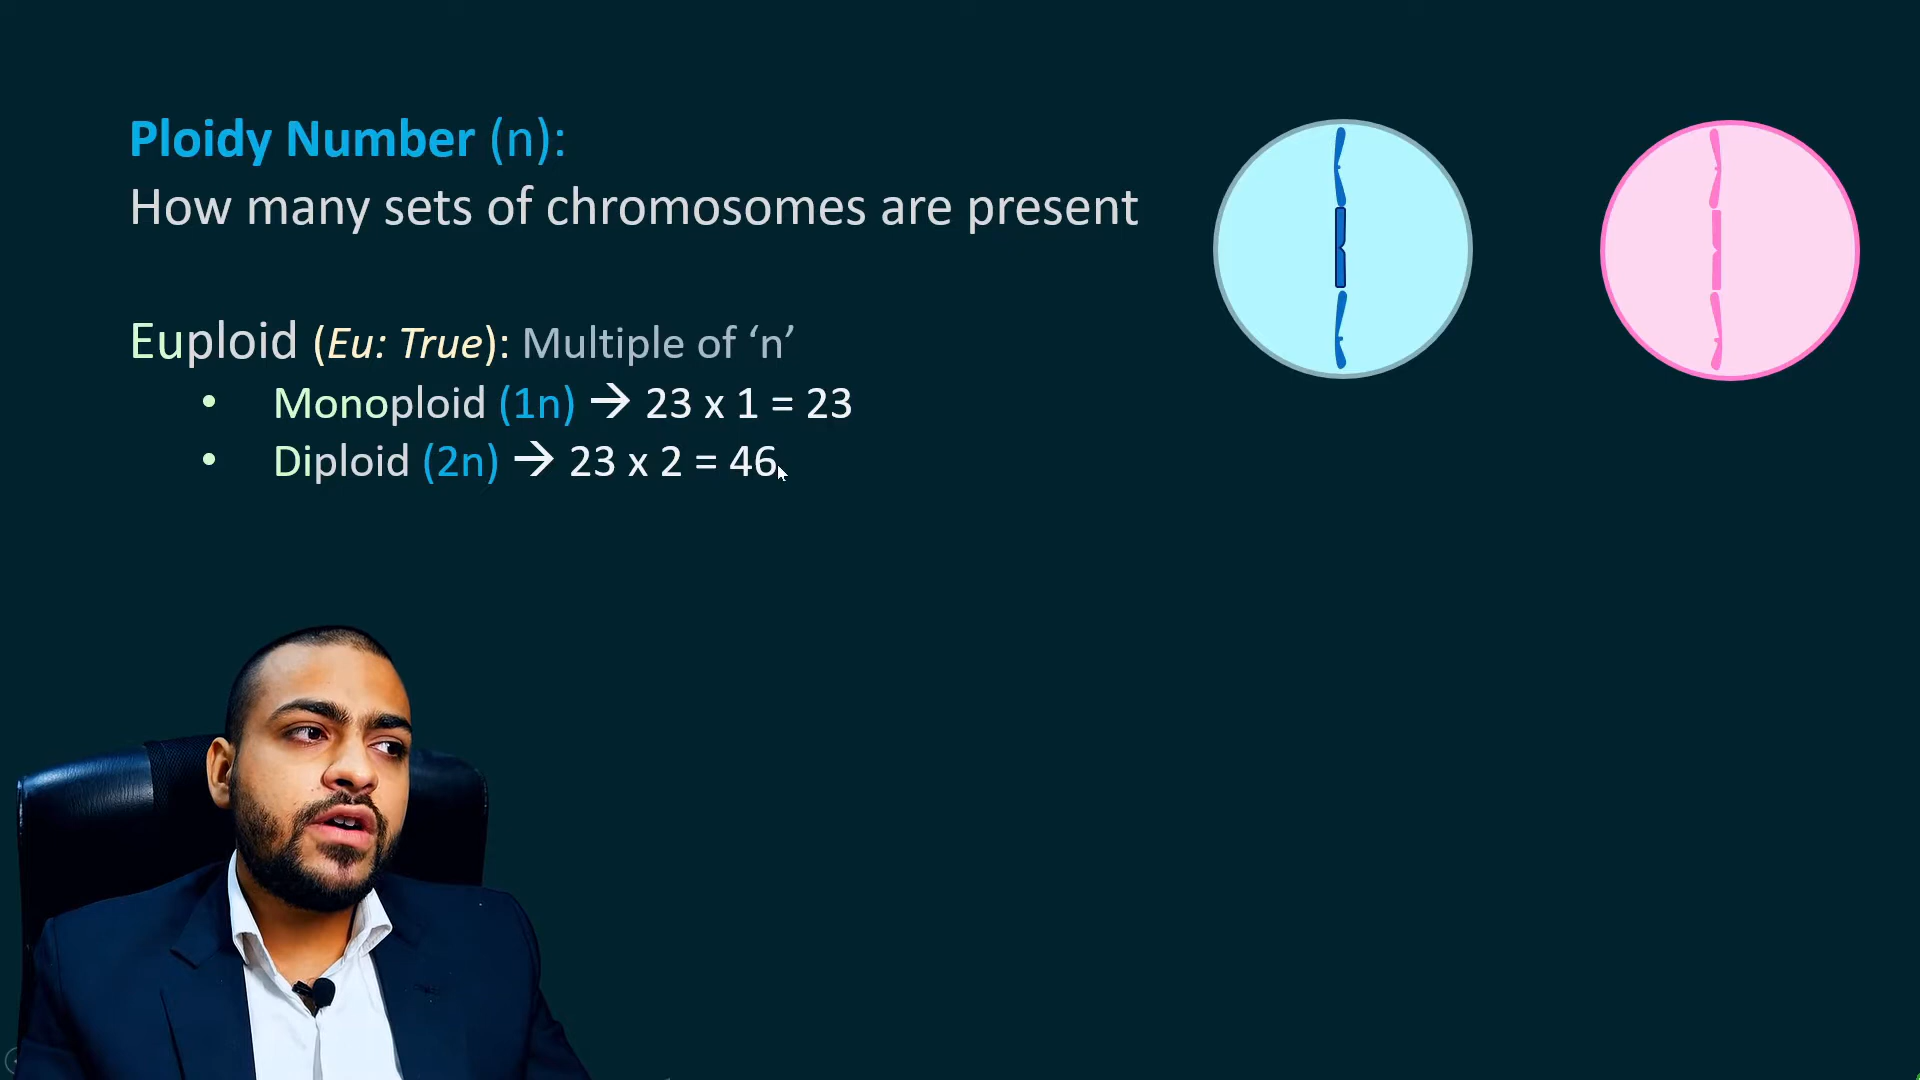 Ploidy Number (n):
How many sets of chromosomes are present
Euploid (Eu: True): Multiple of ‘n’
• Monoploid (1n) → 23 x 1 = 23
• Diploid (2n) → 23 x 2 = 46